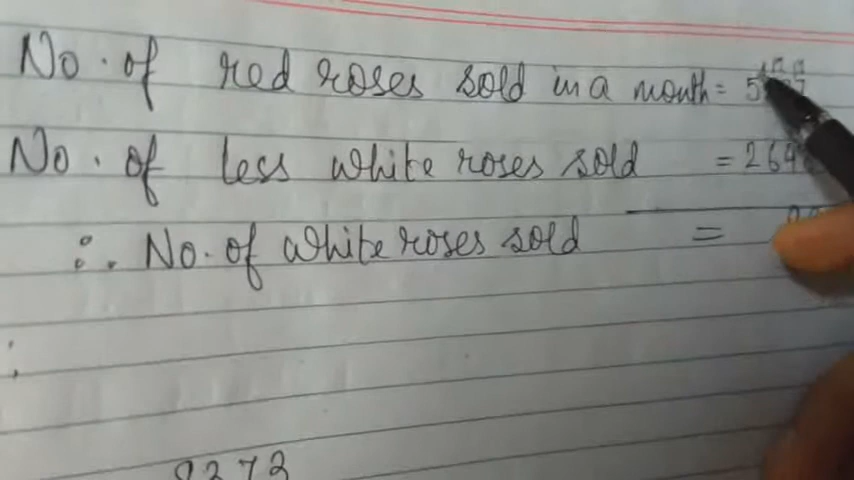 No. of red roses sold in a month =
No. of less white roses sold =
∴ No. of white roses sold =